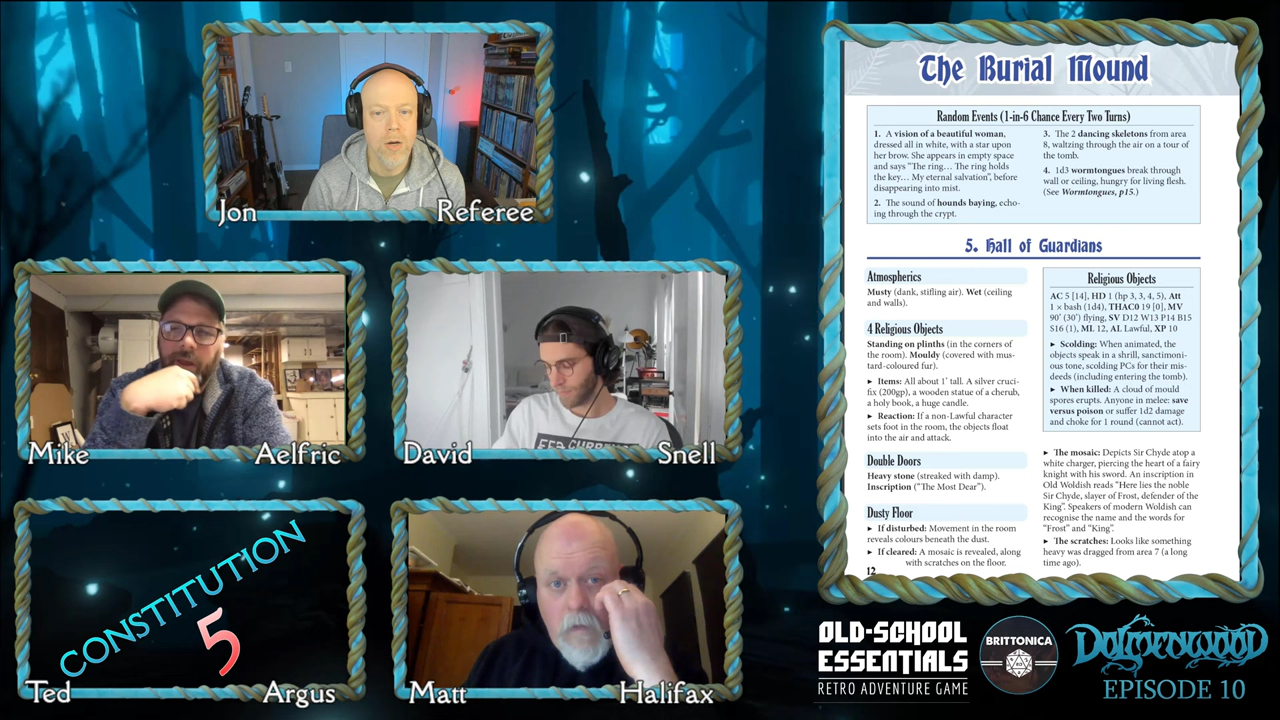 Jon
Referee
Mike
Aelfric
David
Snell
CONSTITUTION
5
Ted
Argus
Matt
Halifax
The Burial Mound
Random Events (1-in-6 Chance Every Two Turns)
1. A vision of a beautiful woman,
dressed all in white, with a star upon
her brow. She appears in empty space
and says “The ring… The ring holds
the key… My eternal salvation”, before
disappearing into mist.
2. The sound of hounds baying, echo-
ing through the crypt.
3. The 2 dancing skeletons from area
8, waltzing through the air on a tour of
the tomb.
4. 1d3 wormtongues break through
wall or ceiling, hungry for living flesh.
(See Wormtongues, p15.)
5. Hall of Guardians
Atmospherics
Musty (dank, stifling air). Wet (ceiling
and walls).
4 Religious Objects
Standing on plinths (in the corners of
the room). Mouldy (covered with mus-
tard-coloured fur).
▶ Items: All about 1' tall. A silver cruci-
fix (200gp), a wooden statue of a cherub,
a holy book, a huge candle.
▶ Reaction: If a non-Lawful character
sets foot in the room, the objects float
into the air and attack.
Double Doors
Heavy stone (streaked with damp).
Inscription (“The Most Dear”).
Dusty Floor
▶ If disturbed: Movement in the room
reveals colours beneath the dust.
▶ If cleared: A mosaic is revealed, along
with scratches on the floor.
12
Religious Objects
AC 5 [14], HD 1 (hp 3, 3, 4, 5), Att
1 × bash (1d4), THAC0 19 [0], MV
90' (30') flying, SV D12 W13 P14 B15
S16 (1), ML 12, AL Lawful, XP 10
▶ Scolding: When animated, the
objects speak in a shrill, sanctimoni-
ous tone, scolding PCs for their mis-
deeds (including entering the tomb).
▶ When killed: A cloud of mould
spores erupts. Anyone in melee: save
versus poison or suffer 1d2 damage
and choke for 1 round (cannot act).
▶ The mosaic: Depicts Sir Chyde atop a
white charger, piercing the heart of a fairy
knight with his sword. An inscription in
Old Woldish reads “Here lies the noble
Sir Chyde, slayer of Frost, defender of the
King”. Speakers of modern Woldish can
recognise the name and the words for
“Frost” and “King”.
▶ The scratches: Looks like something
heavy was dragged from area 7 (a long
time ago).
OLD-SCHOOL
ESSENTIALS
RETRO ADVENTURE GAME
BRITTONICA
Dolmenwood
EPISODE 10